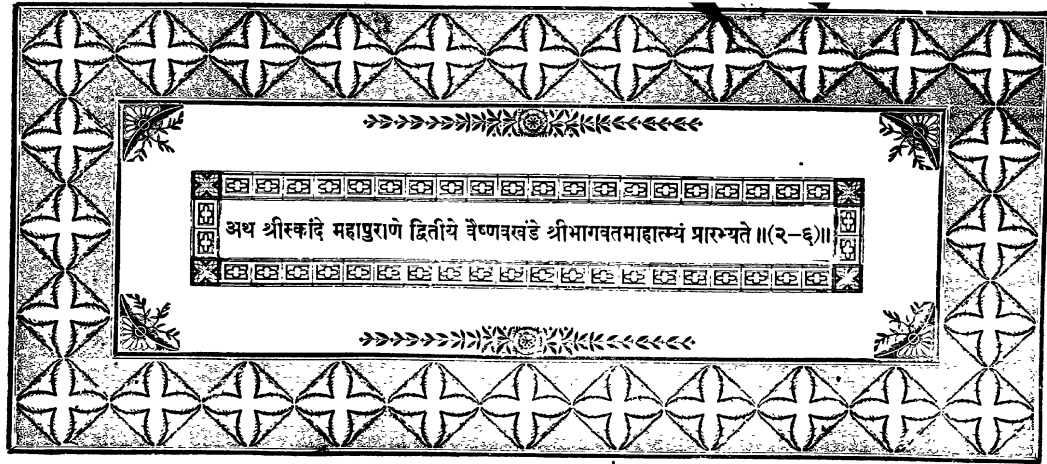 अथ श्रीस्कांदे महापुराणे द्वितीये वैष्णवखंडे श्रीभागवतमाहात्म्यं प्रारभ्यते ॥(२–६)॥